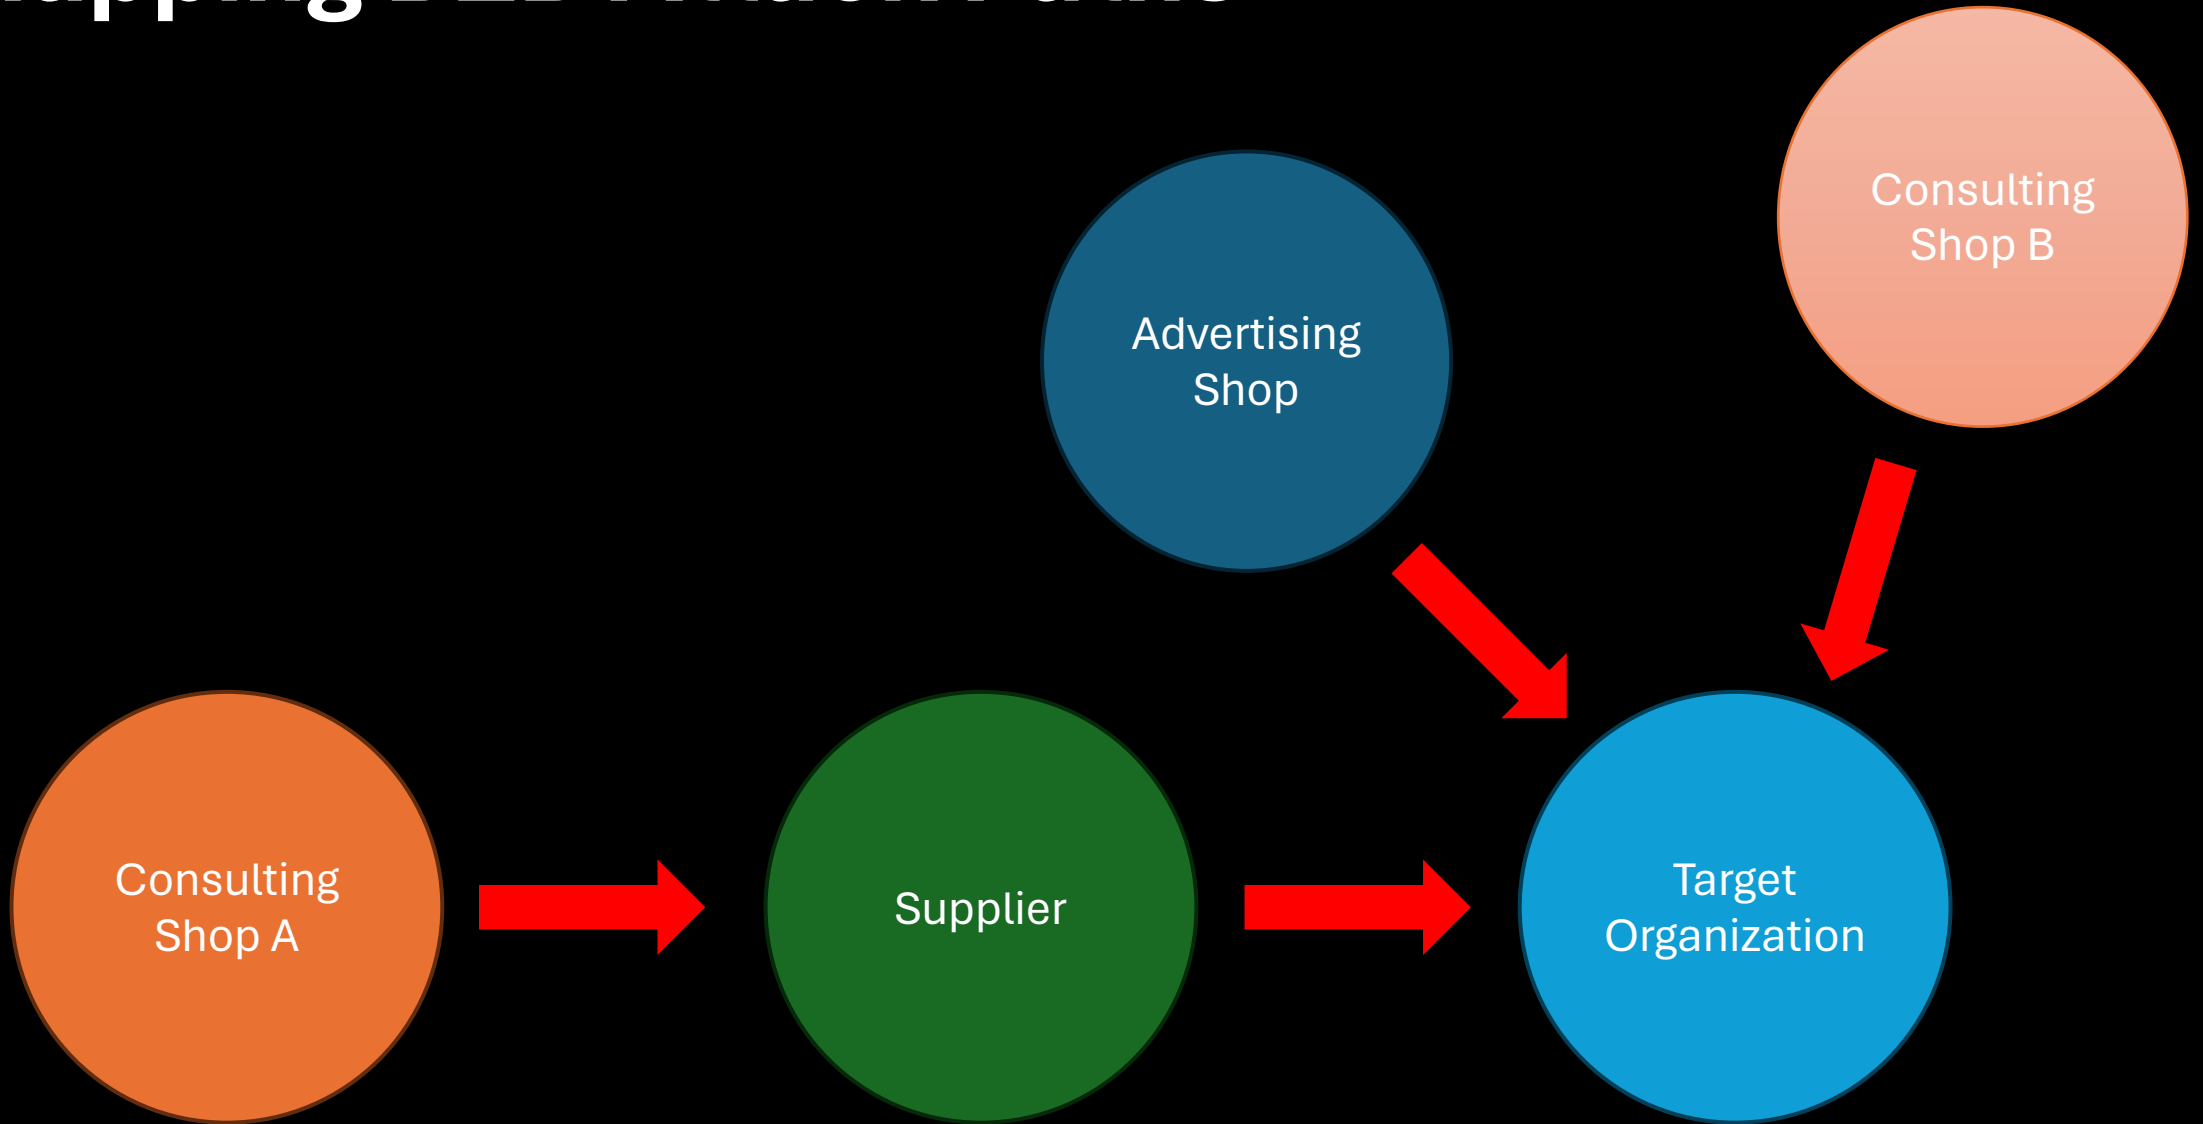 Consulting
Shop B
Advertising
Shop
Consulting
Shop A
Supplier
Target
Organization